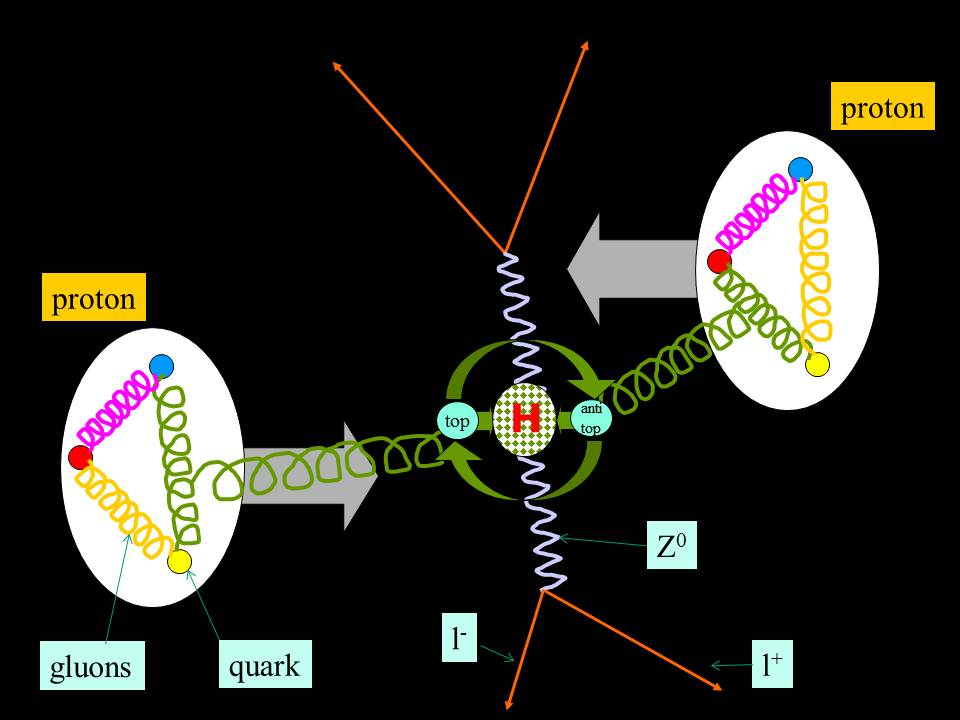 proton
proton
top
H
anti
top
Z⁰
l⁻
l⁺
gluons
quark